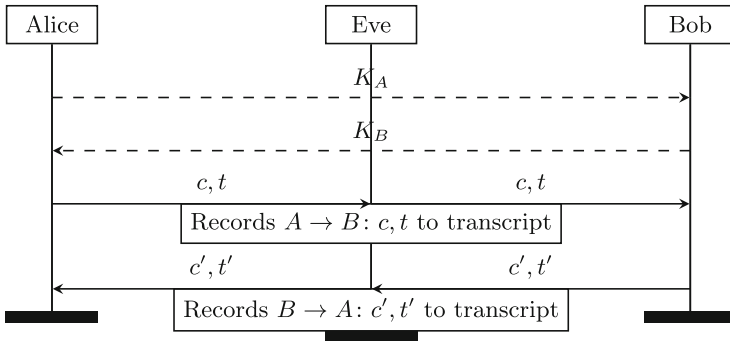 Alice Eve Bob
K_A
K_B
c, t c, t
Records A → B: c, t to transcript
c′, t′ c′, t′
Records B → A: c′, t′ to transcript